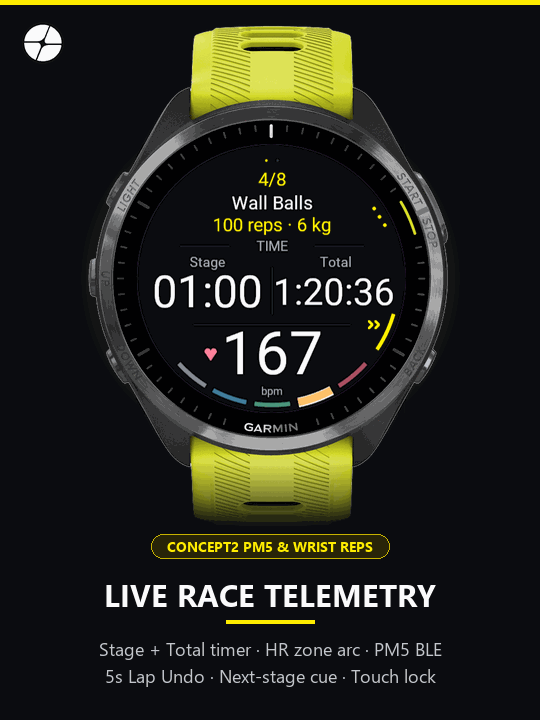 LIGHT
START
STOP
UP
DOWN
BACK
4/8
Wall Balls
100 reps · 6 kg
TIME
Stage
Total
01:00
1:20:36
167
bpm
GARMIN
CONCEPT2 PM5 & WRIST REPS
LIVE RACE TELEMETRY
Stage + Total timer · HR zone arc · PM5 BLE
5s Lap Undo · Next-stage cue · Touch lock